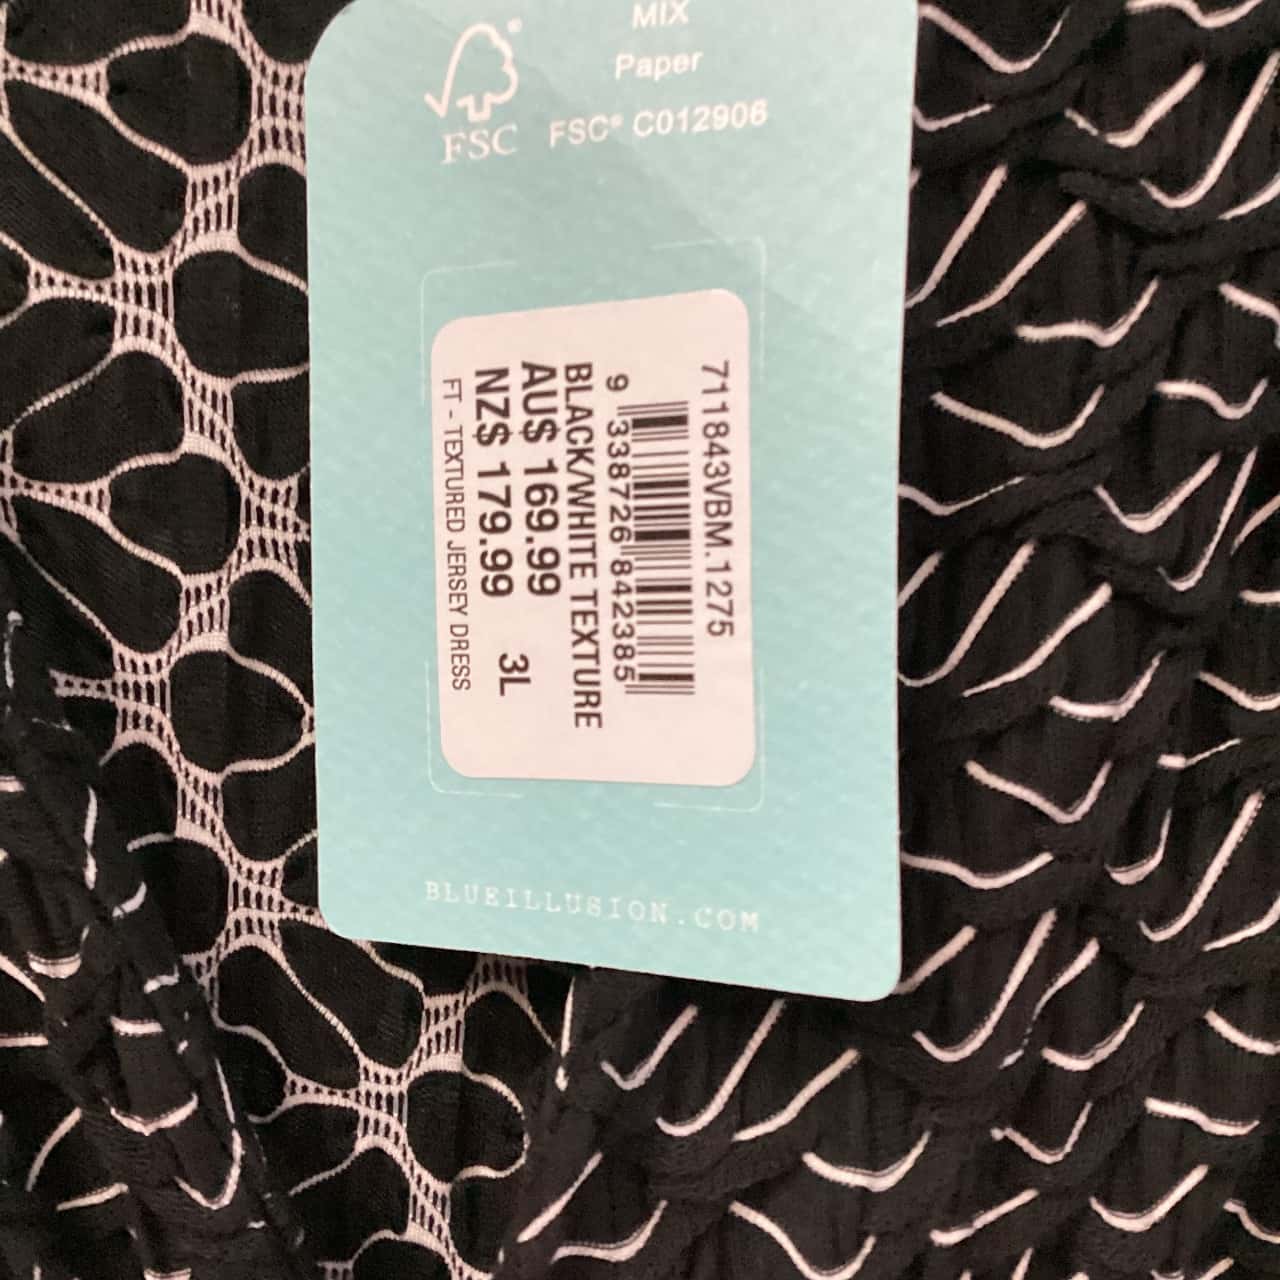 MIX
Paper
FSC® C012906
FSC
711843VBM.1275
9 338726 842385
BLACK/WHITE TEXTURE
AU$ 169.99
NZ$ 179.99 3L
FT - TEXTURED JERSEY DRESS
BLUEILLUSION.COM